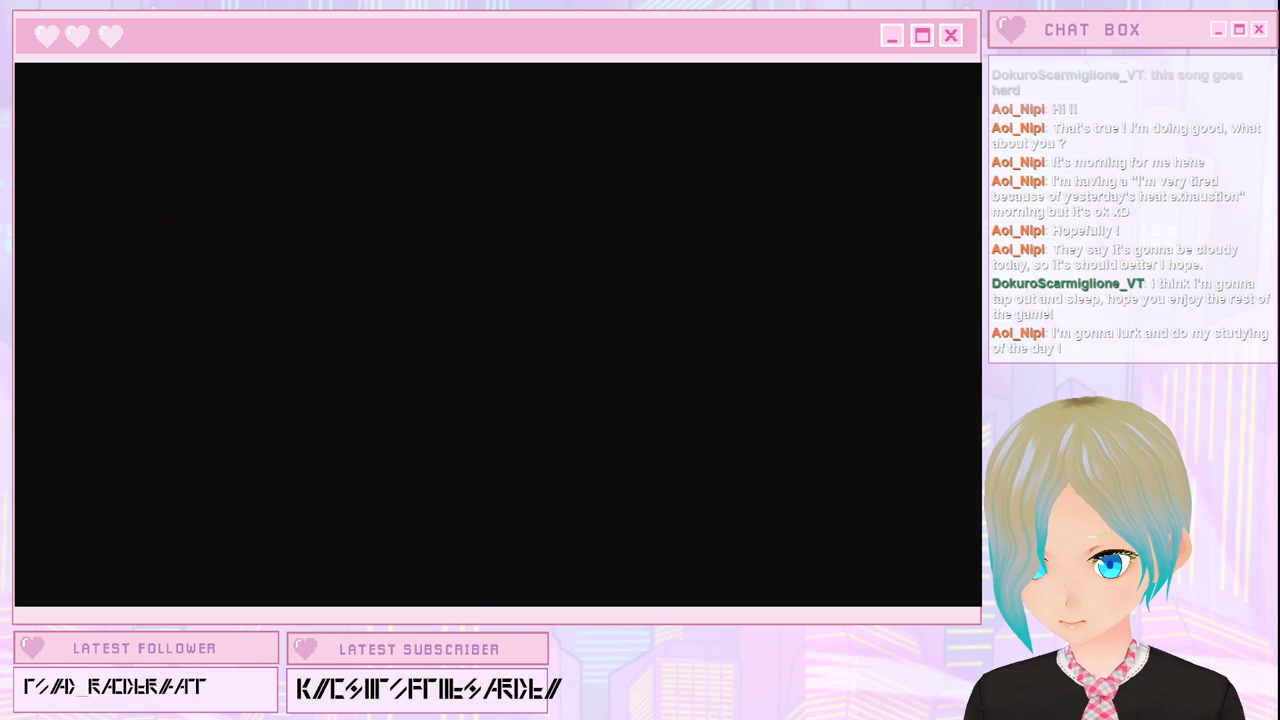 CHAT BOX
DokuroScarmiglione_VT: this song goes
hard
Aoi_Nipi: Hi !!
Aoi_Nipi: That's true ! I'm doing good, what
about you ?
Aoi_Nipi: It's morning for me hehe
Aoi_Nipi: I'm having a "I'm very tired
because of yesterday's heat exhaustion"
morning but it's ok xD
Aoi_Nipi: Hopefully !
Aoi_Nipi: They say it's gonna be cloudy
today, so it's should better I hope.
DokuroScarmiglione_VT: i think i'm gonna
tap out and sleep, hope you enjoy the rest of
the game!
Aoi_Nipi: I'm gonna lurk and do my studying
of the day !
LATEST FOLLOWER
LATEST SUBSCRIBER